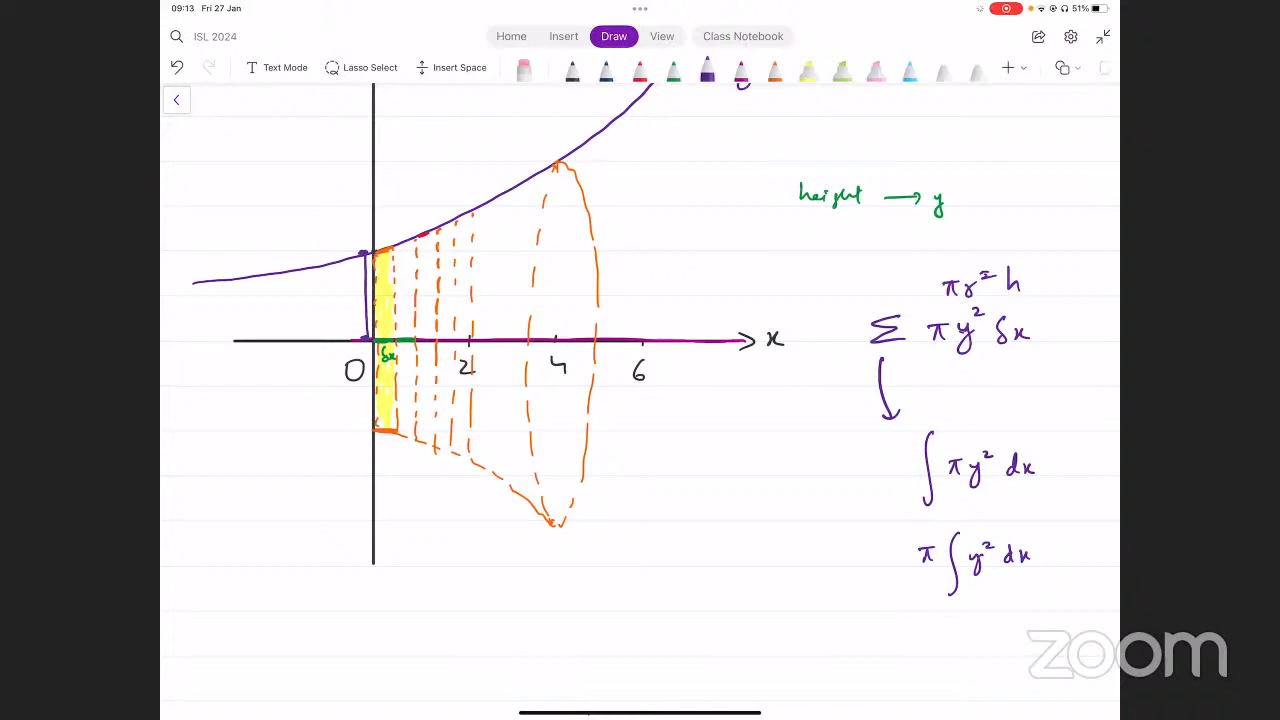 09:13 Fri 27 Jan
51%
ISL 2024
Home Insert Draw View Class Notebook
Text Mode Lasso Select Insert Space
height → y
πr²h
Σ πy² δx
∫ πy² dx
π ∫ y² dx
x
δx
0 2 4 6
zoom